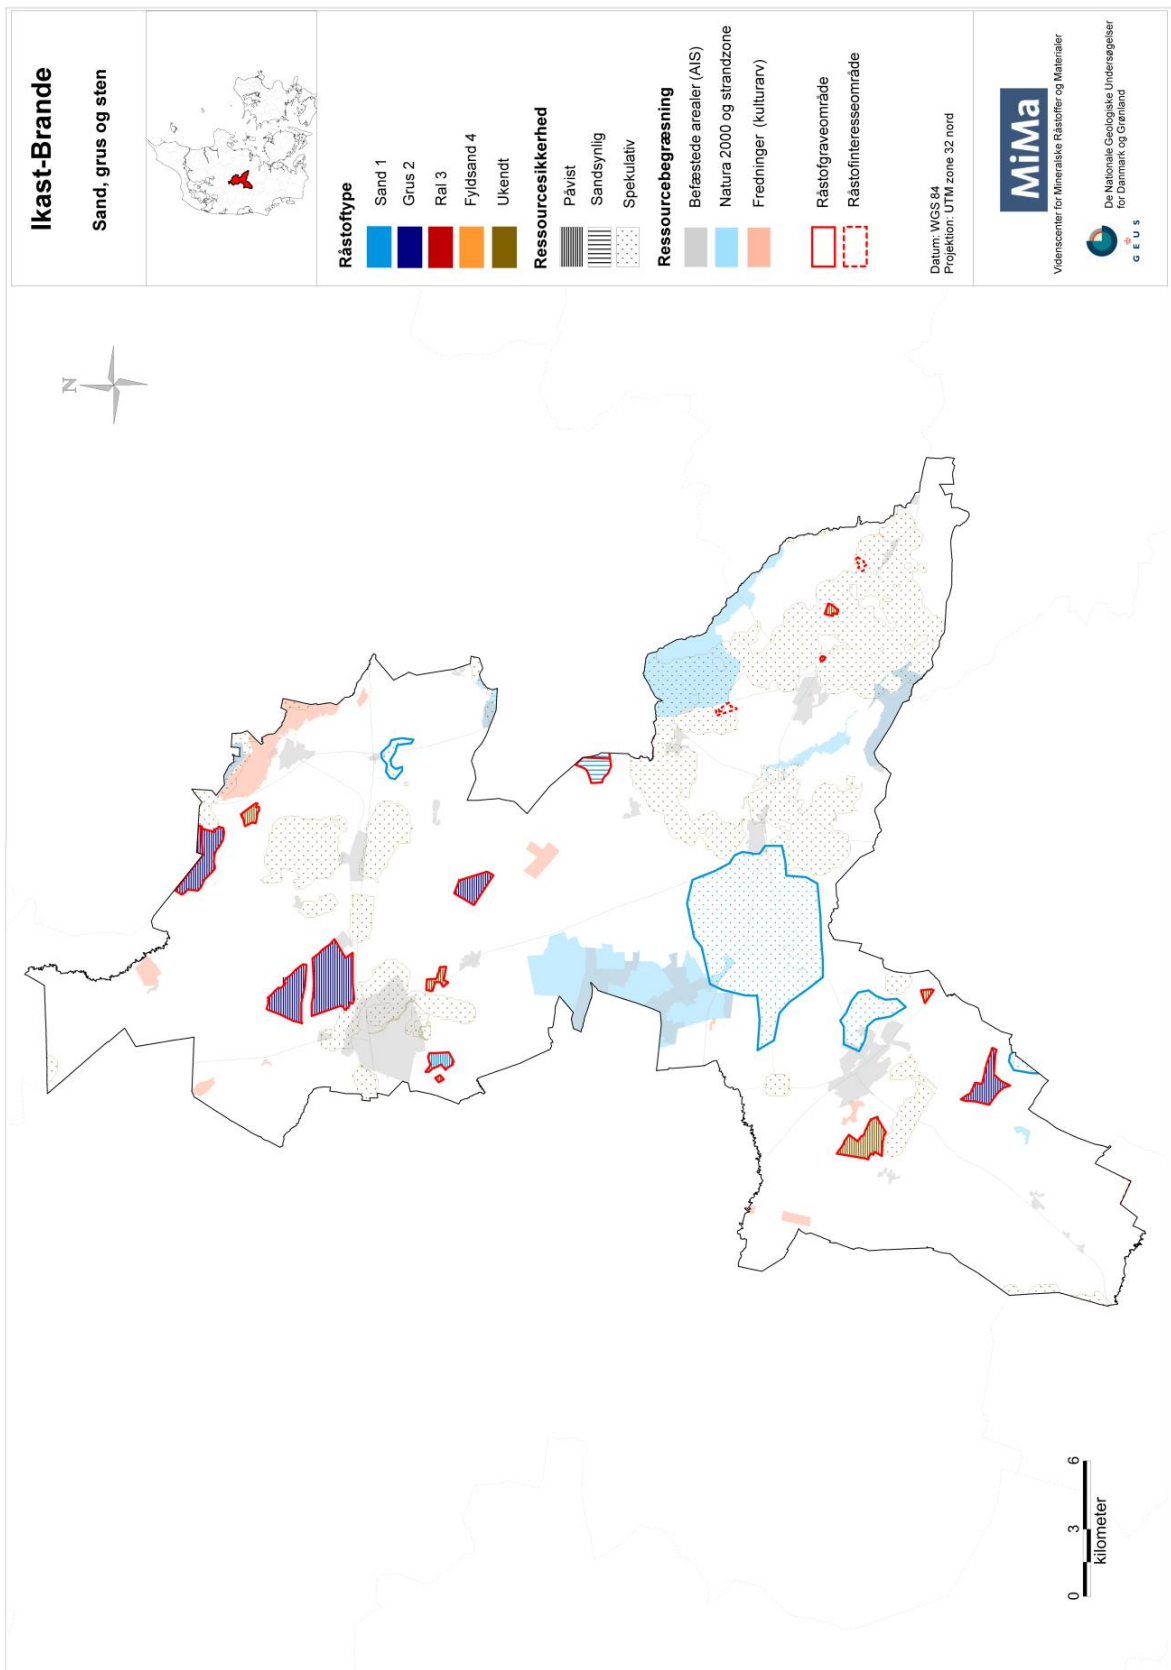 Ikast-Brande
Sand, grus og sten
Råstoftype
Sand 1
Grus 2
Ral 3
Fyldsand 4
Ukendt
Ressourcesikkerhed
Påvist
Sandsynlig
Spekulativ
Ressourcebegræsning
Befæstede arealer (AIS)
Natura 2000 og strandzone
Fredninger (kulturarv)
Råstofgraveområde
Råstofinteresseområde
Datum: WGS 84
Projektion: UTM zone 32 nord
MiMa
Videnscenter for Mineralske Råstoffer og Materialer
G E U S
De Nationale Geologiske Undersøgelser
for Danmark og Grønland
N
0 3 6
kilometer